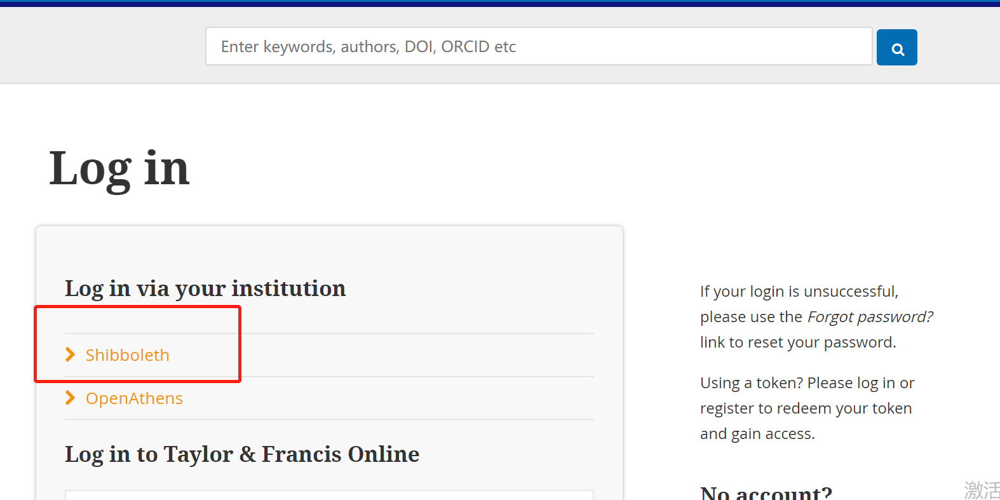 Enter keywords, authors, DOI, ORCID etc
Log in
Log in via your institution
Shibboleth
OpenAthens
Log in to Taylor & Francis Online
If your login is unsuccessful,
please use the Forgot password?
link to reset your password.
Using a token? Please log in or
register to redeem your token
and gain access.
No account?
激活